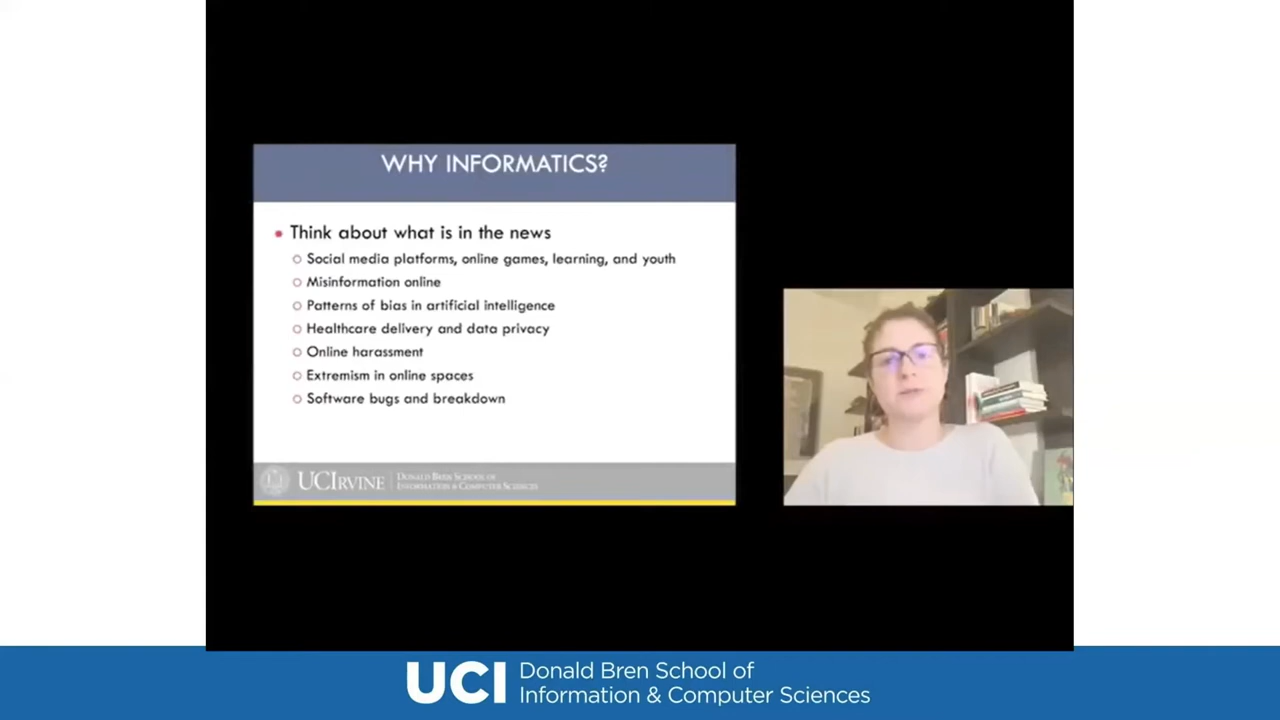 WHY INFORMATICS?
Think about what is in the news
Social media platforms, online games, learning, and youth
Misinformation online
Patterns of bias in artificial intelligence
Healthcare delivery and data privacy
Online harassment
Extremism in online spaces
Software bugs and breakdown
UCIRVINE
DONALD BREN SCHOOL OF
INFORMATION & COMPUTER SCIENCES
UCI
Donald Bren School of
Information & Computer Sciences